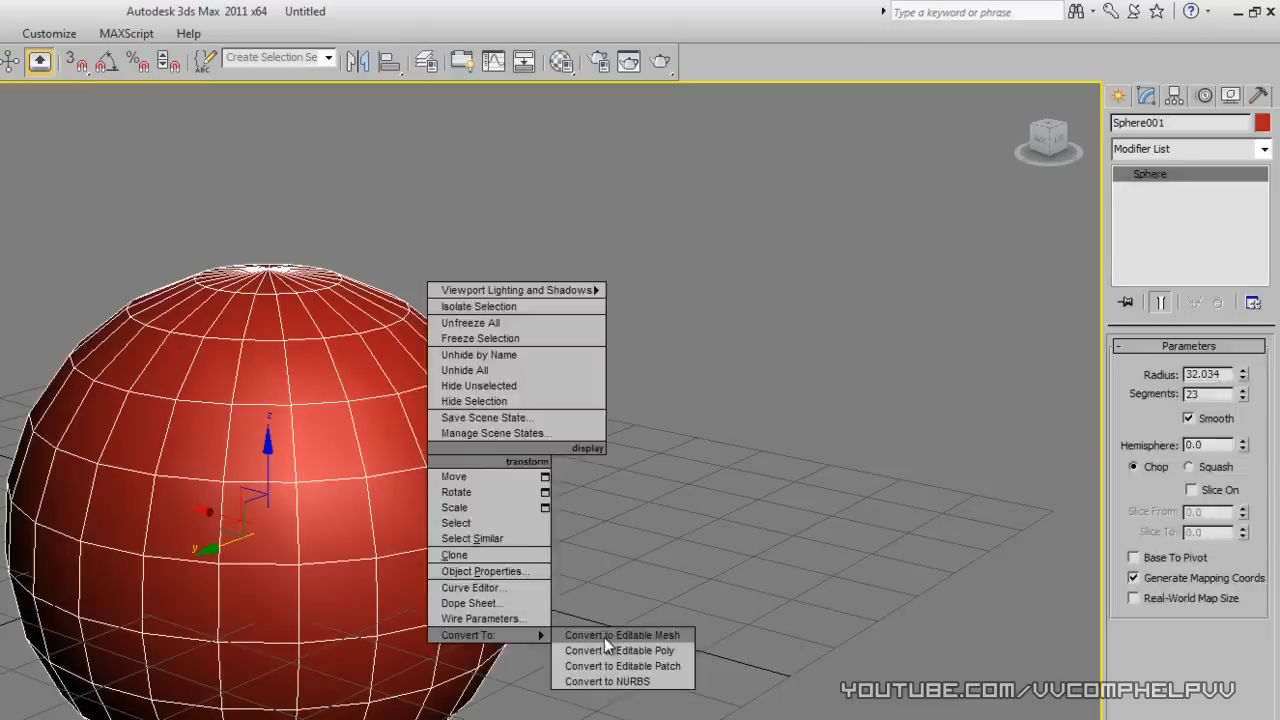 Autodesk 3ds Max 2011 x64 Untitled
Type a keyword or phrase
Customize MAXScript Help
3 % ABC Create Selection Se
Sphere001
Modifier List
Sphere
Viewport Lighting and Shadows
Isolate Selection
Unfreeze All
Freeze Selection
Unhide by Name
Unhide All
Hide Unselected
Hide Selection
Save Scene State...
Manage Scene States...
display
transform
Move
Rotate
Scale
Select
Select Similar
Clone
Object Properties...
Curve Editor...
Dope Sheet...
Wire Parameters...
Convert To:
Convert to Editable Mesh
Convert to Editable Poly
Convert to Editable Patch
Convert to NURBS
- Parameters
Radius: 32.034
Segments: 23
Smooth
Hemisphere: 0.0
Chop Squash
Slice On
Slice From: 0.0
Slice To: 0.0
Base To Pivot
Generate Mapping Coords
Real-World Map Size
z
y
YOUTUBE.COM/VVCOMPHELPVV